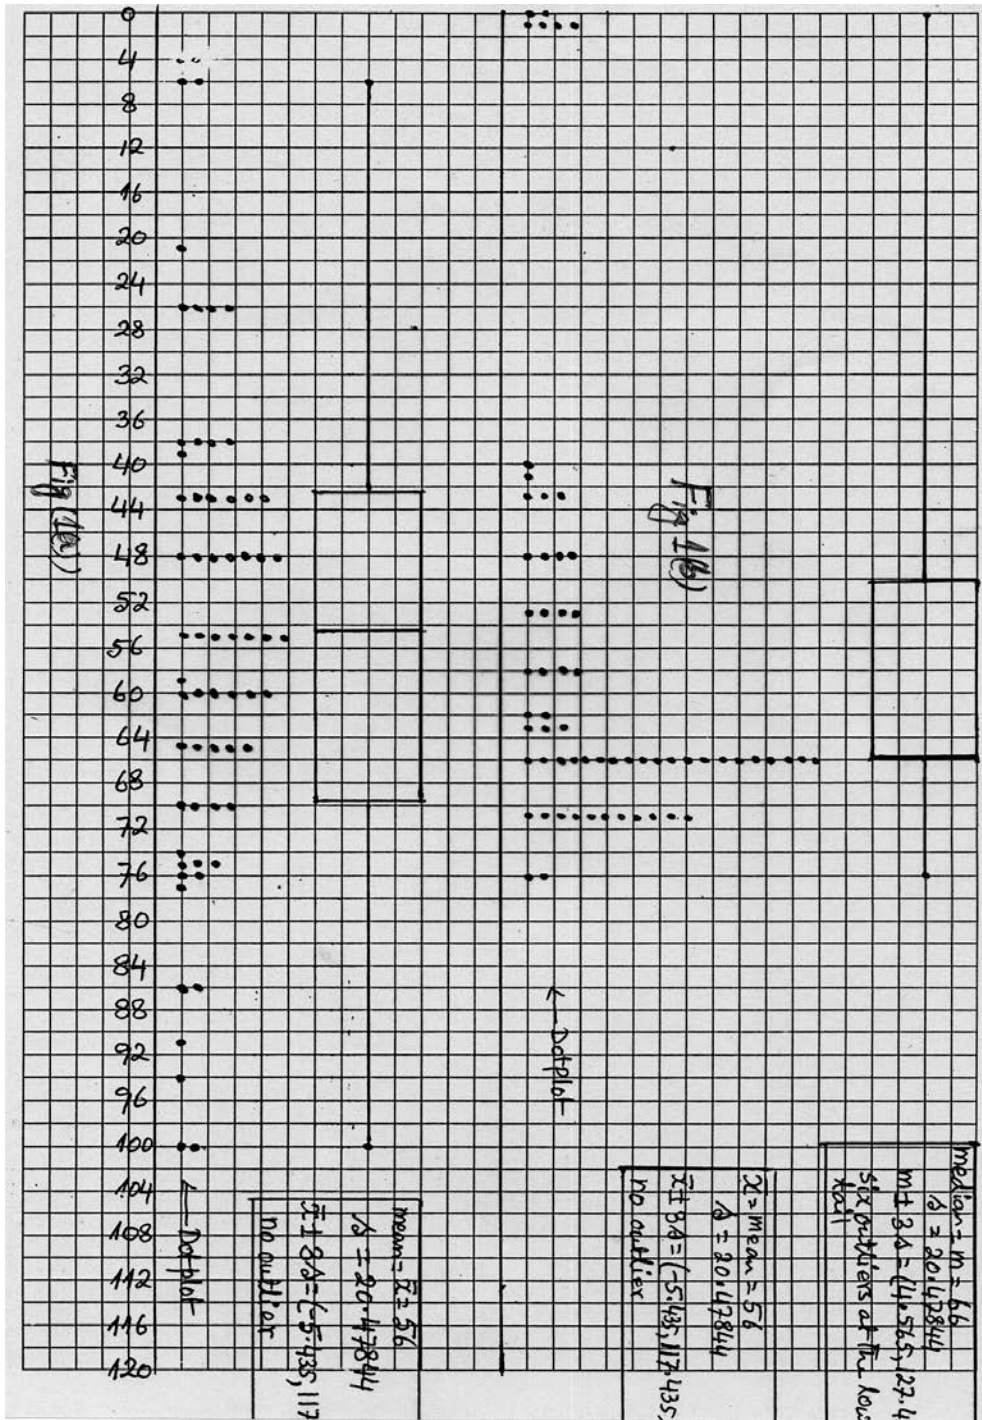 0
4
8
12
16
20
24
28
32
36
40
44
48
52
56
60
64
68
72
76
80
84
88
92
96
100
104
108
112
116
120
Fig (1a)
← Dotplot
mean = x̄ = 56
s = 20.47844
x̄ ± 3s = (-5.435, 117
no outlier
Fig 1(b)
← Dotplot
x̄ = mean = 56
s = 20.47844
x̄ ± 3s = (-5.435, 117.435,
no outlier
median = m = 66
s = 20.47844
m ± 3s = (4.565, 127.4
six outliers at the low
tail